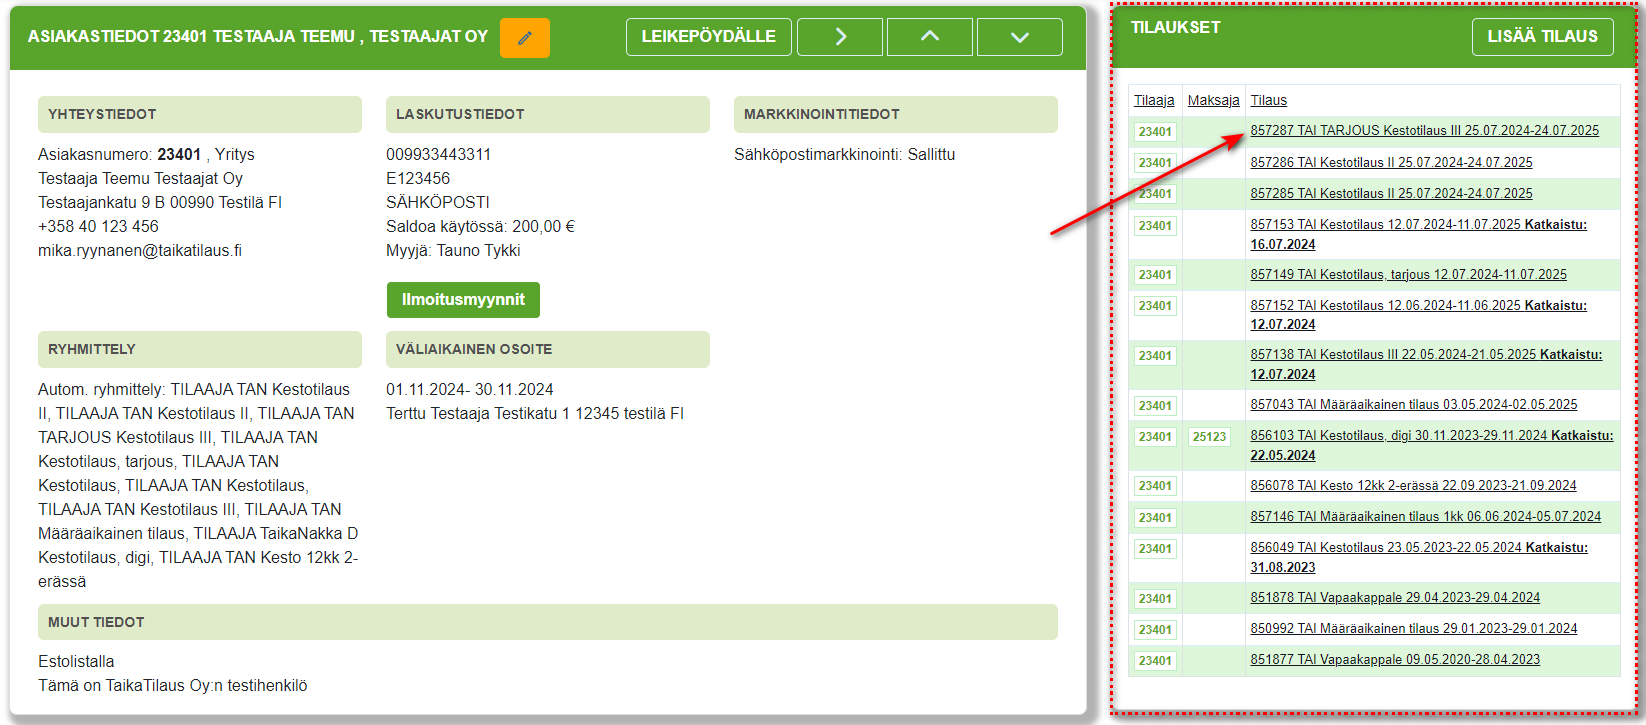 ASIAKASTIEDOT 23401 TESTAAJA TEEMU , TESTAAJAT OY
LEIKEPÖYDÄLLE
YHTEYSTIEDOT
Asiakasnumero: 23401 , Yritys
Testaaja Teemu Testaajat Oy
Testaajankatu 9 B 00990 Testilä FI
+358 40 123 456
mika.ryynanen@taikatilaus.fi
LASKUTUSTIEDOT
009933443311
E123456
SÄHKÖPOSTI
Saldoa käytössä: 200,00 €
Myyjä: Tauno Tykki
Ilmoitusmyynnit
MARKKINOINTITIEDOT
Sähköpostimarkkinointi: Sallittu
RYHMITTELY
Autom. ryhmittely: TILAAJA TAN Kestotilaus
II, TILAAJA TAN Kestotilaus II, TILAAJA TAN
TARJOUS Kestotilaus III, TILAAJA TAN
Kestotilaus, tarjous, TILAAJA TAN
Kestotilaus, TILAAJA TAN Kestotilaus,
TILAAJA TAN Kestotilaus III, TILAAJA TAN
Määräaikainen tilaus, TILAAJA TaikaNakka D
Kestotilaus, digi, TILAAJA TAN Kesto 12kk 2-
erässä
VÄLIAIKAINEN OSOITE
01.11.2024- 30.11.2024
Terttu Testaaja Testikatu 1 12345 testilä FI
MUUT TIEDOT
Estolistalla
Tämä on TaikaTilaus Oy:n testihenkilö
TILAUKSET
LISÄÄ TILAUS
Tilaaja Maksaja Tilaus
23401 857287 TAI TARJOUS Kestotilaus III 25.07.2024-24.07.2025
23401 857286 TAI Kestotilaus II 25.07.2024-24.07.2025
23401 857285 TAI Kestotilaus II 25.07.2024-24.07.2025
23401 857153 TAI Kestotilaus 12.07.2024-11.07.2025 Katkaistu:
16.07.2024
23401 857149 TAI Kestotilaus, tarjous 12.07.2024-11.07.2025
23401 857152 TAI Kestotilaus 12.06.2024-11.06.2025 Katkaistu:
12.07.2024
23401 857138 TAI Kestotilaus III 22.05.2024-21.05.2025 Katkaistu:
12.07.2024
23401 857043 TAI Määräaikainen tilaus 03.05.2024-02.05.2025
23401 25123 856103 TAI Kestotilaus, digi 30.11.2023-29.11.2024 Katkaistu:
22.05.2024
23401 856078 TAI Kesto 12kk 2-erässä 22.09.2023-21.09.2024
23401 857146 TAI Määräaikainen tilaus 1kk 06.06.2024-05.07.2024
23401 856049 TAI Kestotilaus 23.05.2023-22.05.2024 Katkaistu:
31.08.2023
23401 851878 TAI Vapaakappale 29.04.2023-29.04.2024
23401 850992 TAI Määräaikainen tilaus 29.01.2023-29.01.2024
23401 851877 TAI Vapaakappale 09.05.2020-28.04.2023